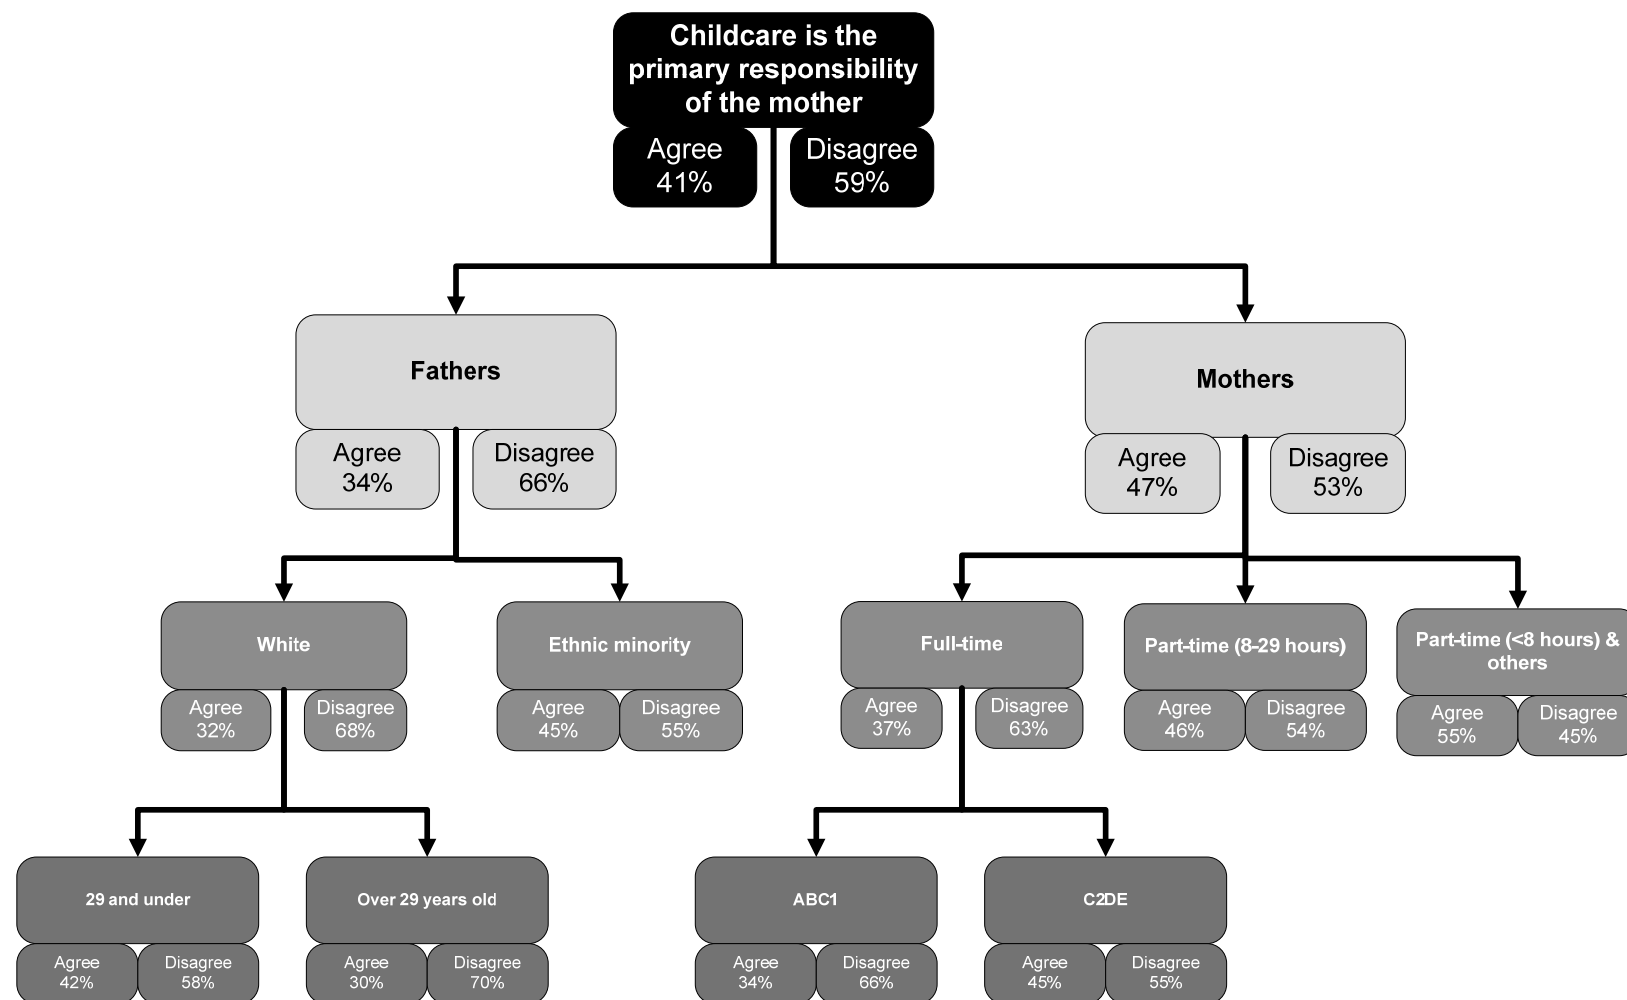 Childcare is the
primary responsibility
of the mother
Agree
41%
Disagree
59%
Fathers
Agree
34%
Disagree
66%
Mothers
Agree
47%
Disagree
53%
White
Agree
32%
Disagree
68%
Ethnic minority
Agree
45%
Disagree
55%
Full-time
Agree
37%
Disagree
63%
Part-time (8-29 hours)
Agree
46%
Disagree
54%
Part-time (<8 hours) &
others
Agree
55%
Disagree
45%
29 and under
Agree
42%
Disagree
58%
Over 29 years old
Agree
30%
Disagree
70%
ABC1
Agree
34%
Disagree
66%
C2DE
Agree
45%
Disagree
55%